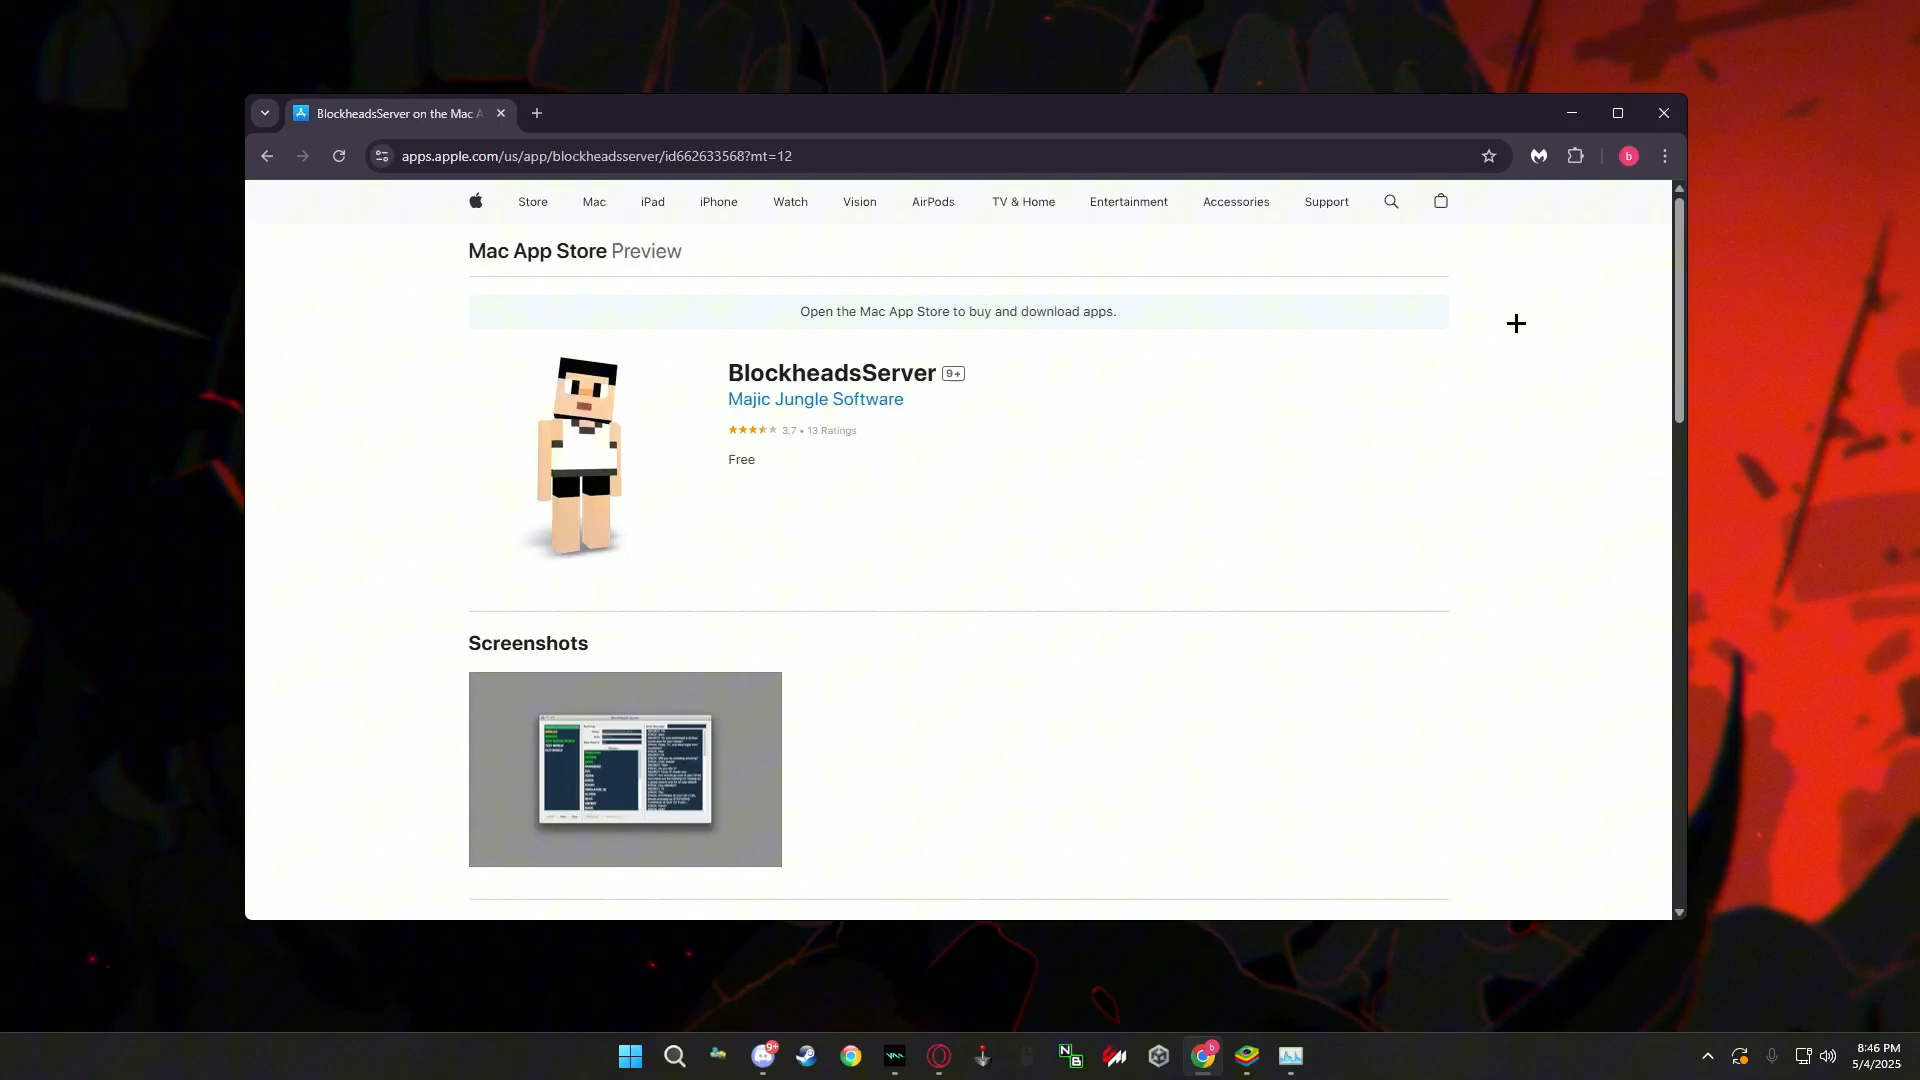 BlockheadsServer on the Mac A
apps.apple.com/us/app/blockheadsserver/id662633568?mt=12
b
Store Mac iPad iPhone Watch Vision AirPods TV & Home Entertainment Accessories Support
Mac App Store Preview
Open the Mac App Store to buy and download apps.
BlockheadsServer 9+
Majic Jungle Software
3.7 • 13 Ratings
Free
Screenshots
9+
N
B
b
8:46 PM
5/4/2025